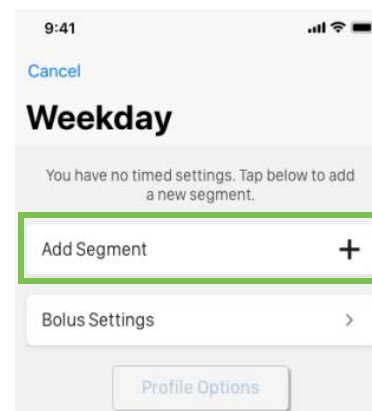 9:41
Cancel
Weekday
You have no timed settings. Tap below to add
a new segment.
Add Segment +
Bolus Settings >
Profile Options